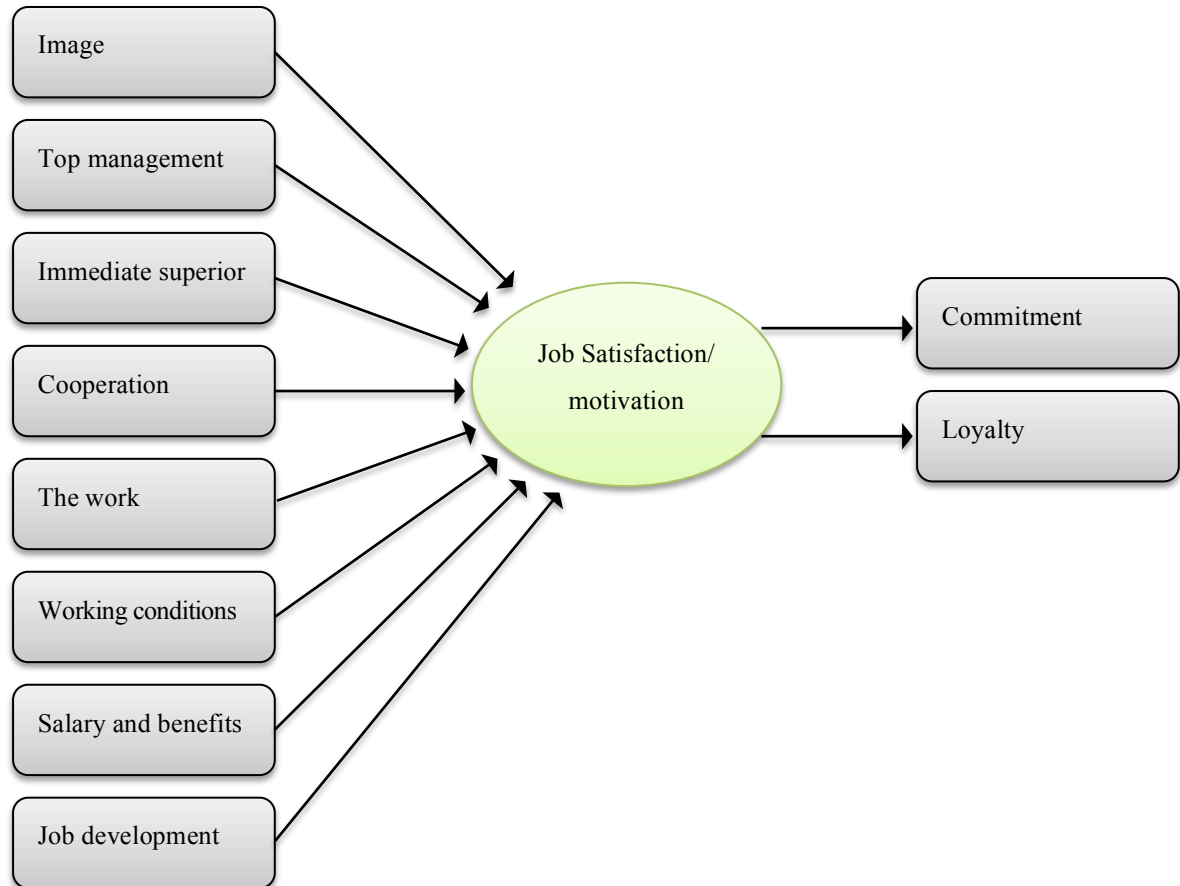 Image
Top management
Immediate superior
Cooperation
The work
Working conditions
Salary and benefits
Job development
Job Satisfaction/
motivation
Commitment
Loyalty